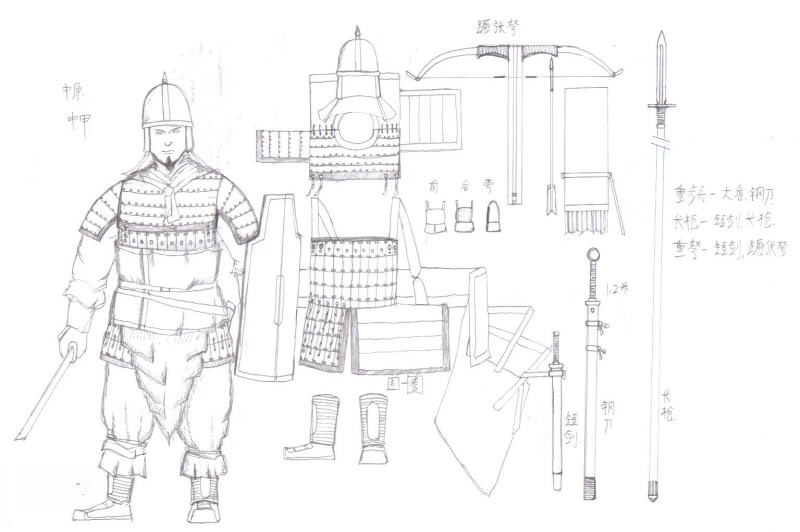 中原
中甲
蹶张弩
前 后 旁
重步兵-大盾,钢刀
长枪-短剑,长枪.
重弩-短剑,蹶张弩
1.2米
短剑
钢刀
长枪